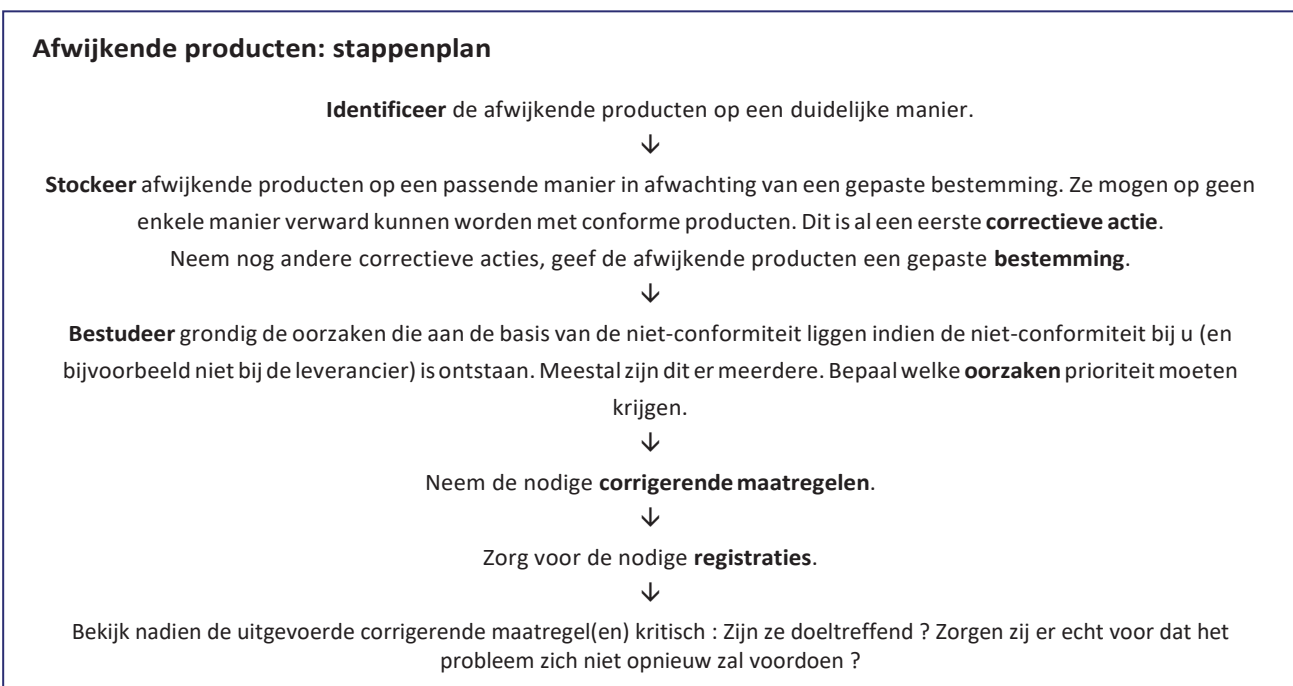 Afwijkende producten: stappenplan
Identificeer de afwijkende producten op een duidelijke manier.
↓
Stockeer afwijkende producten op een passende manier in afwachting van een gepaste bestemming. Ze mogen op geen
enkele manier verward kunnen worden met conforme producten. Dit is al een eerste correctieve actie.
Neem nog andere correctieve acties, geef de afwijkende producten een gepaste bestemming.
↓
Bestudeer grondig de oorzaken die aan de basis van de niet-conformiteit liggen indien de niet-conformiteit bij u (en
bijvoorbeeld niet bij de leverancier) is ontstaan. Meestal zijn dit er meerdere. Bepaal welke oorzaken prioriteit moeten
krijgen.
↓
Neem de nodige corrigerende maatregelen.
↓
Zorg voor de nodige registraties.
↓
Bekijk nadien de uitgevoerde corrigerende maatregel(en) kritisch : Zijn ze doeltreffend ? Zorgen zij er echt voor dat het
probleem zich niet opnieuw zal voordoen ?